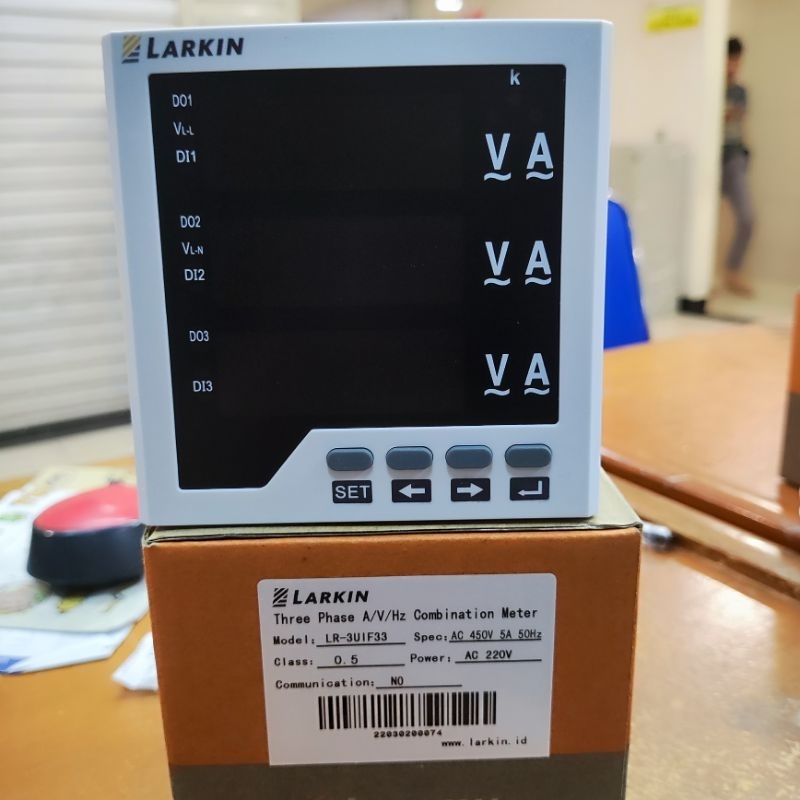 LARKIN
k
DO1
VL-L
DI1
V A
DO2
VL-N
DI2
V A
DO3
DI3
V A
SET
LARKIN
Three Phase A/V/Hz Combination Meter
Model: LR-3UIF33 Spec: AC 450V 5A 50Hz
Class: 0.5 Power: AC 220V
Communication: NO
22030200074
www.larkin.id